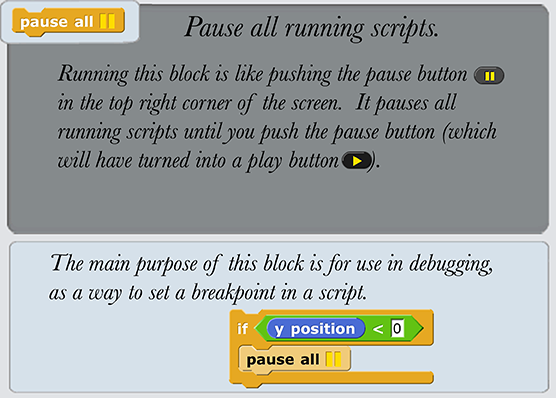 pause all
Pause all running scripts.
Running this block is like pushing the pause button
in the top right corner of the screen. It pauses all
running scripts until you push the pause button (which
will have turned into a play button ).
The main purpose of this block is for use in debugging,
as a way to set a breakpoint in a script.
if y position < 0
pause all